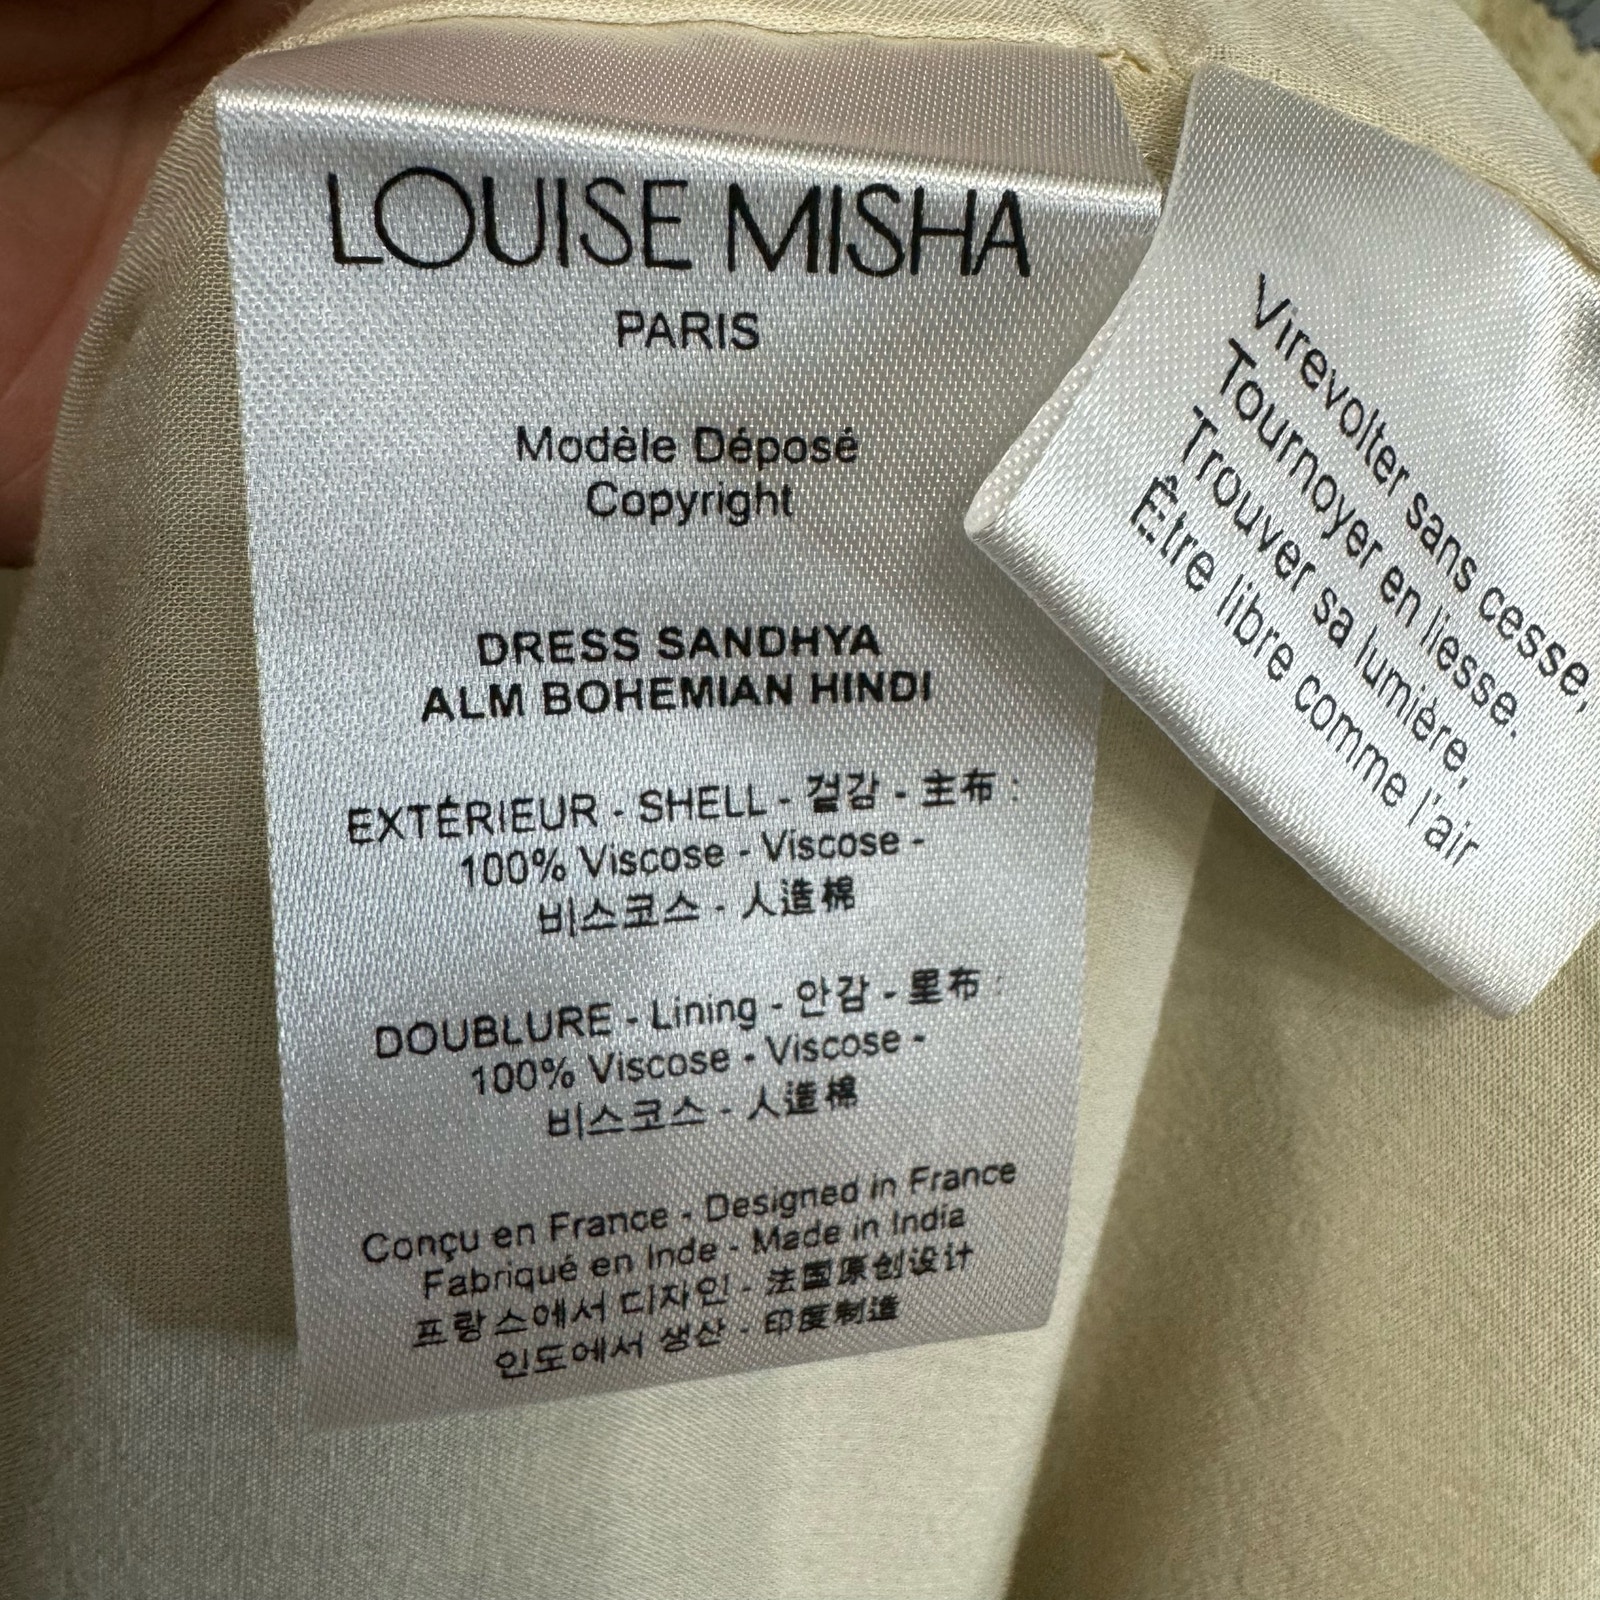 LOUISE MISHA
PARIS
Modèle Déposé
Copyright
DRESS SANDHYA
ALM BOHEMIAN HINDI
EXTÉRIEUR - SHELL - 겉감 - 主布 :
100% Viscose - Viscose -
비스코스 - 人造棉
DOUBLURE - Lining - 안감 - 里布 :
100% Viscose - Viscose -
비스코스 - 人造棉
Conçu en France - Designed in France
Fabriqué en Inde - Made in India
프랑스에서 디자인 - 法国原创设计
인도에서 생산 - 印度制造
Virevolter sans cesse,
Tournoyer en liesse.
Trouver sa lumière,
Être libre comme l'air